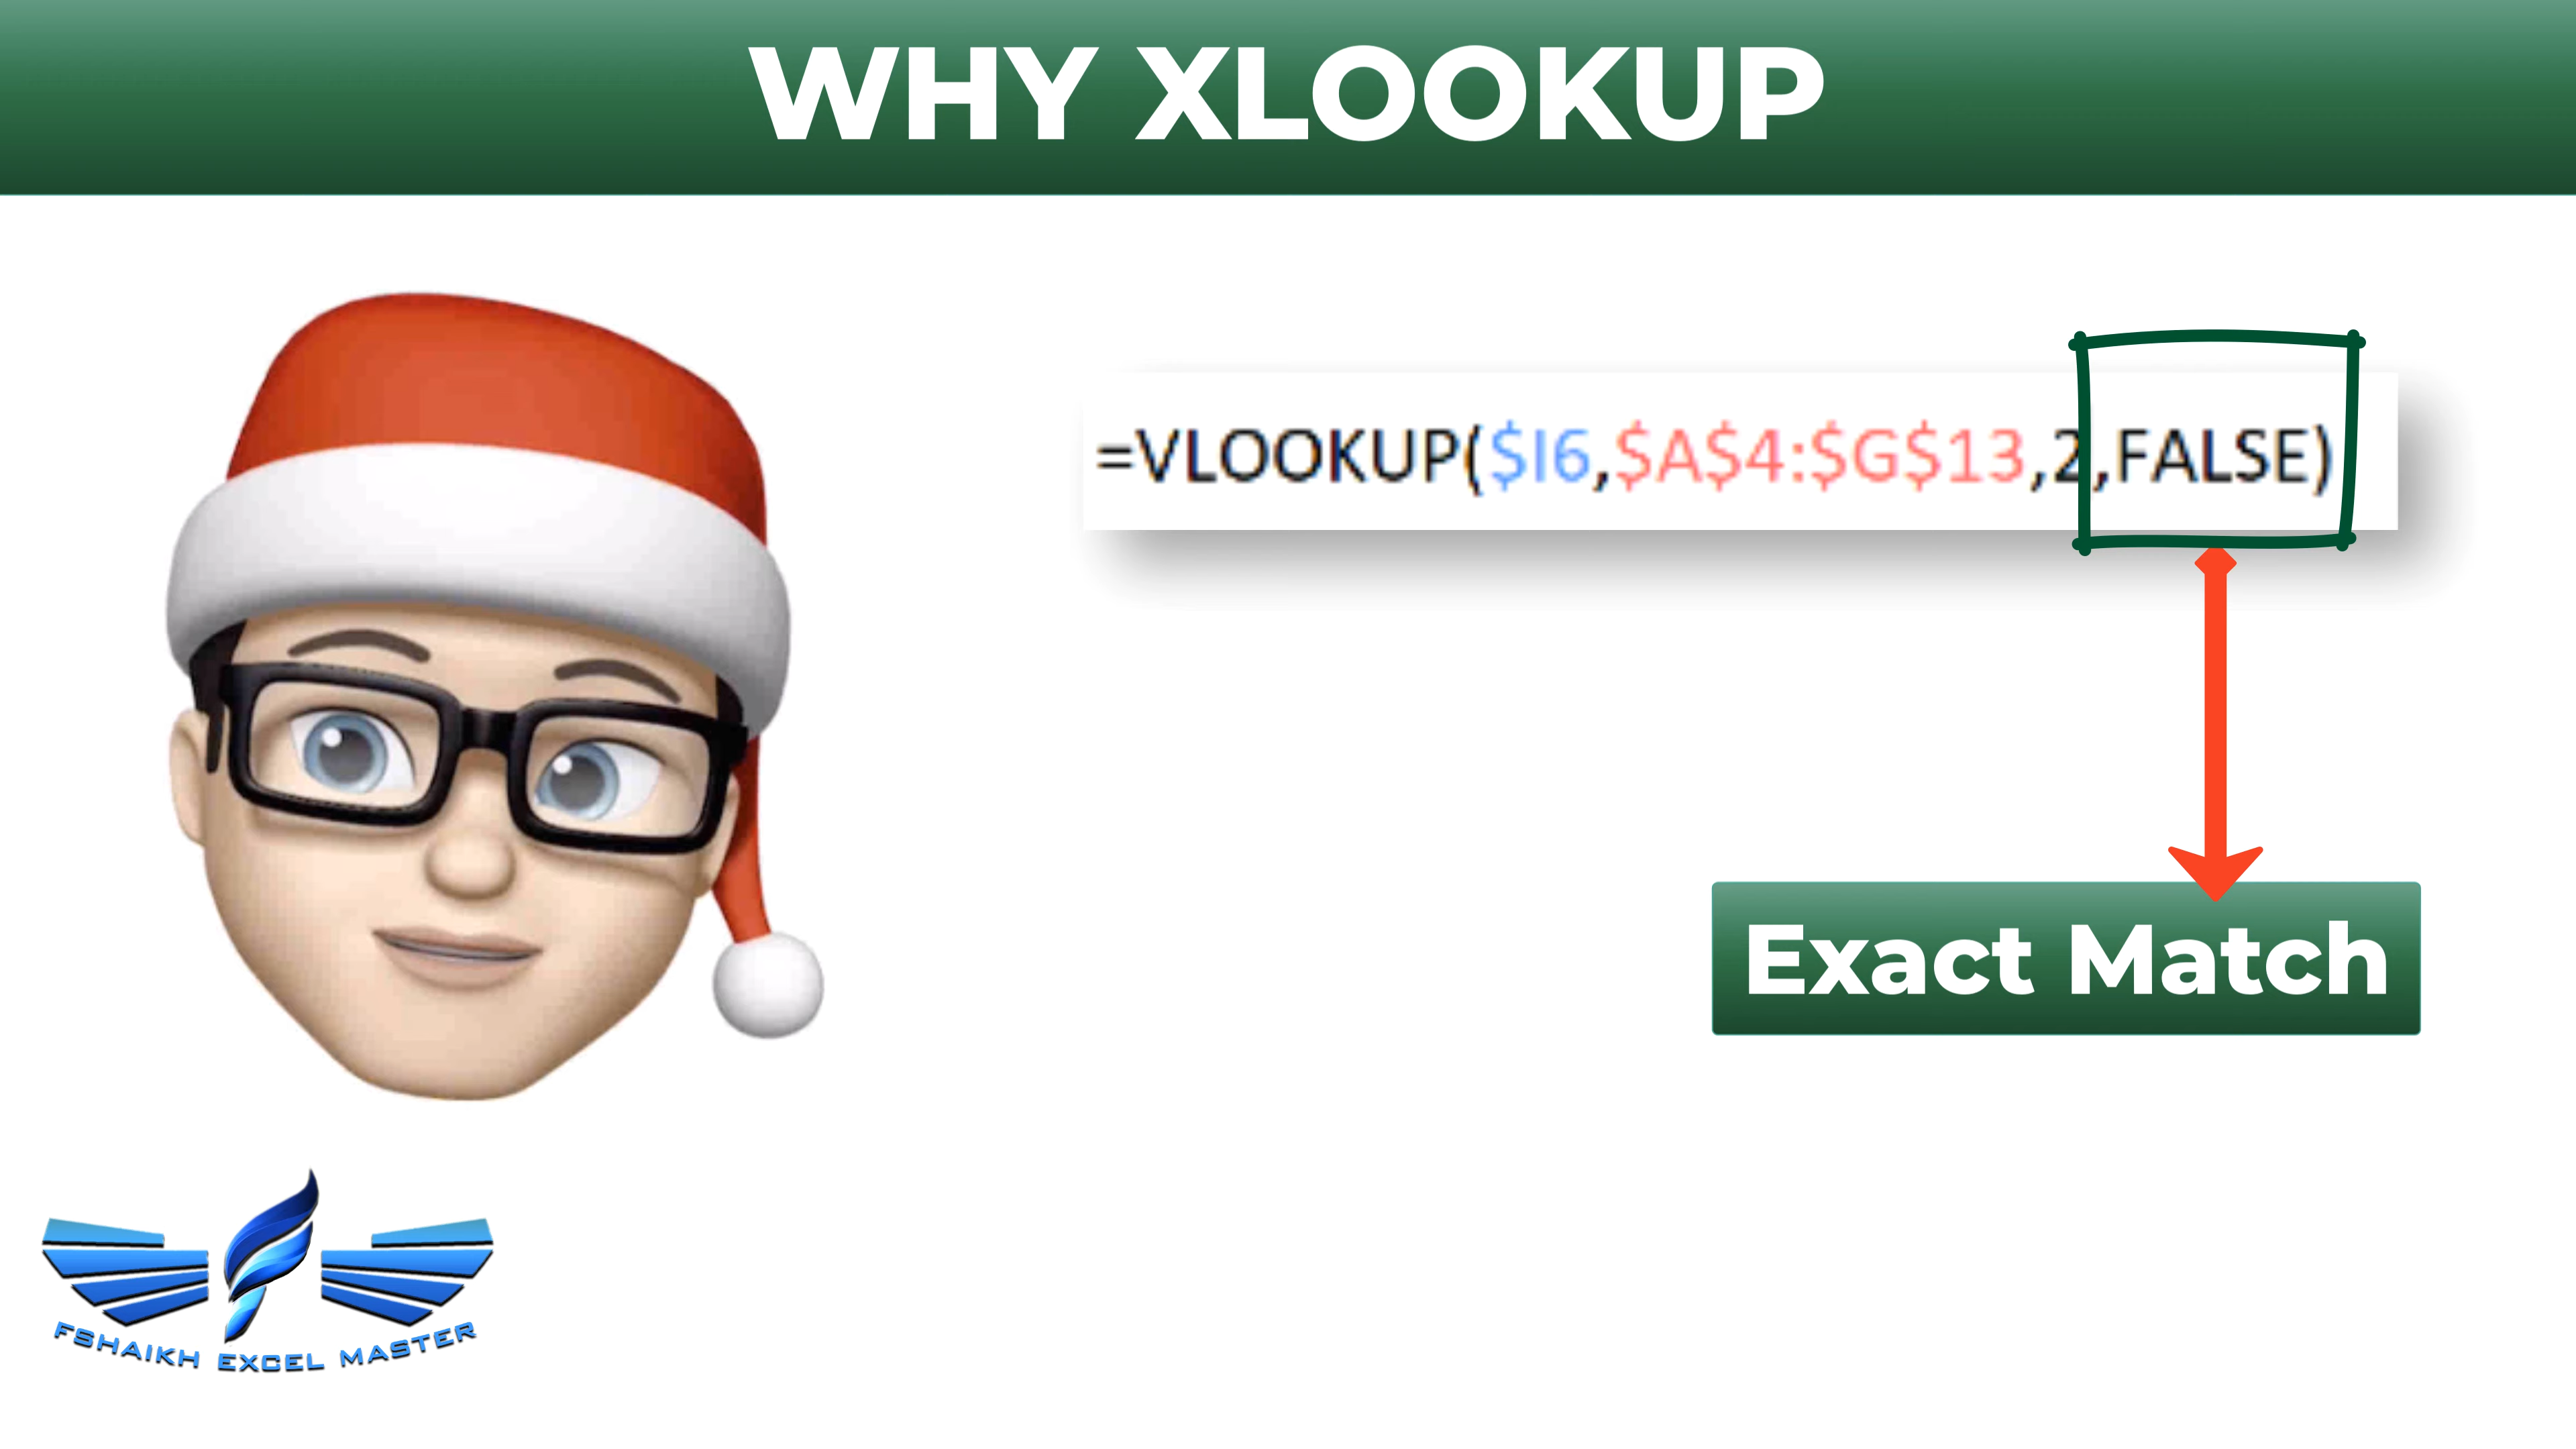 WHY XLOOKUP
=VLOOKUP($I6,$A$4:$G$13,2,FALSE)
Exact Match
FSHAIKH EXCEL MASTER